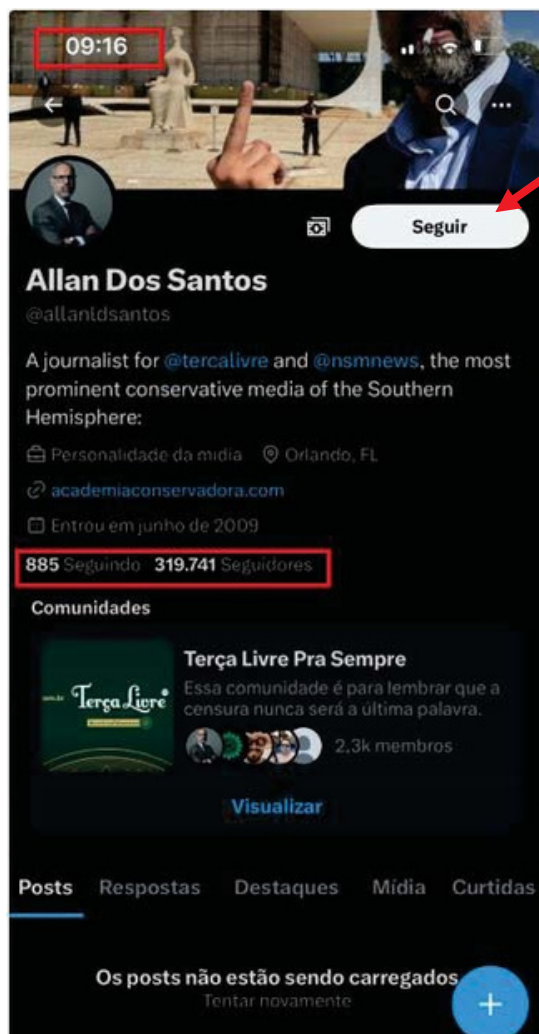 09:16
Seguir
Allan Dos Santos
@allanldsantos
A journalist for @tercalivre and @nsmnews, the most
prominent conservative media of the Southern
Hemisphere:
Personalidade da mídia Orlando, FL
academiaconservadora.com
Entrou em junho de 2009
885 Seguindo 319.741 Seguidores
Comunidades
Terça Livre Pra Sempre
Essa comunidade é para lembrar que a
censura nunca será a última palavra.
Terça Livre
2,3k membros
Visualizar
Posts Respostas Destaques Mídia Curtidas
Os posts não estão sendo carregados
Tentar novamente